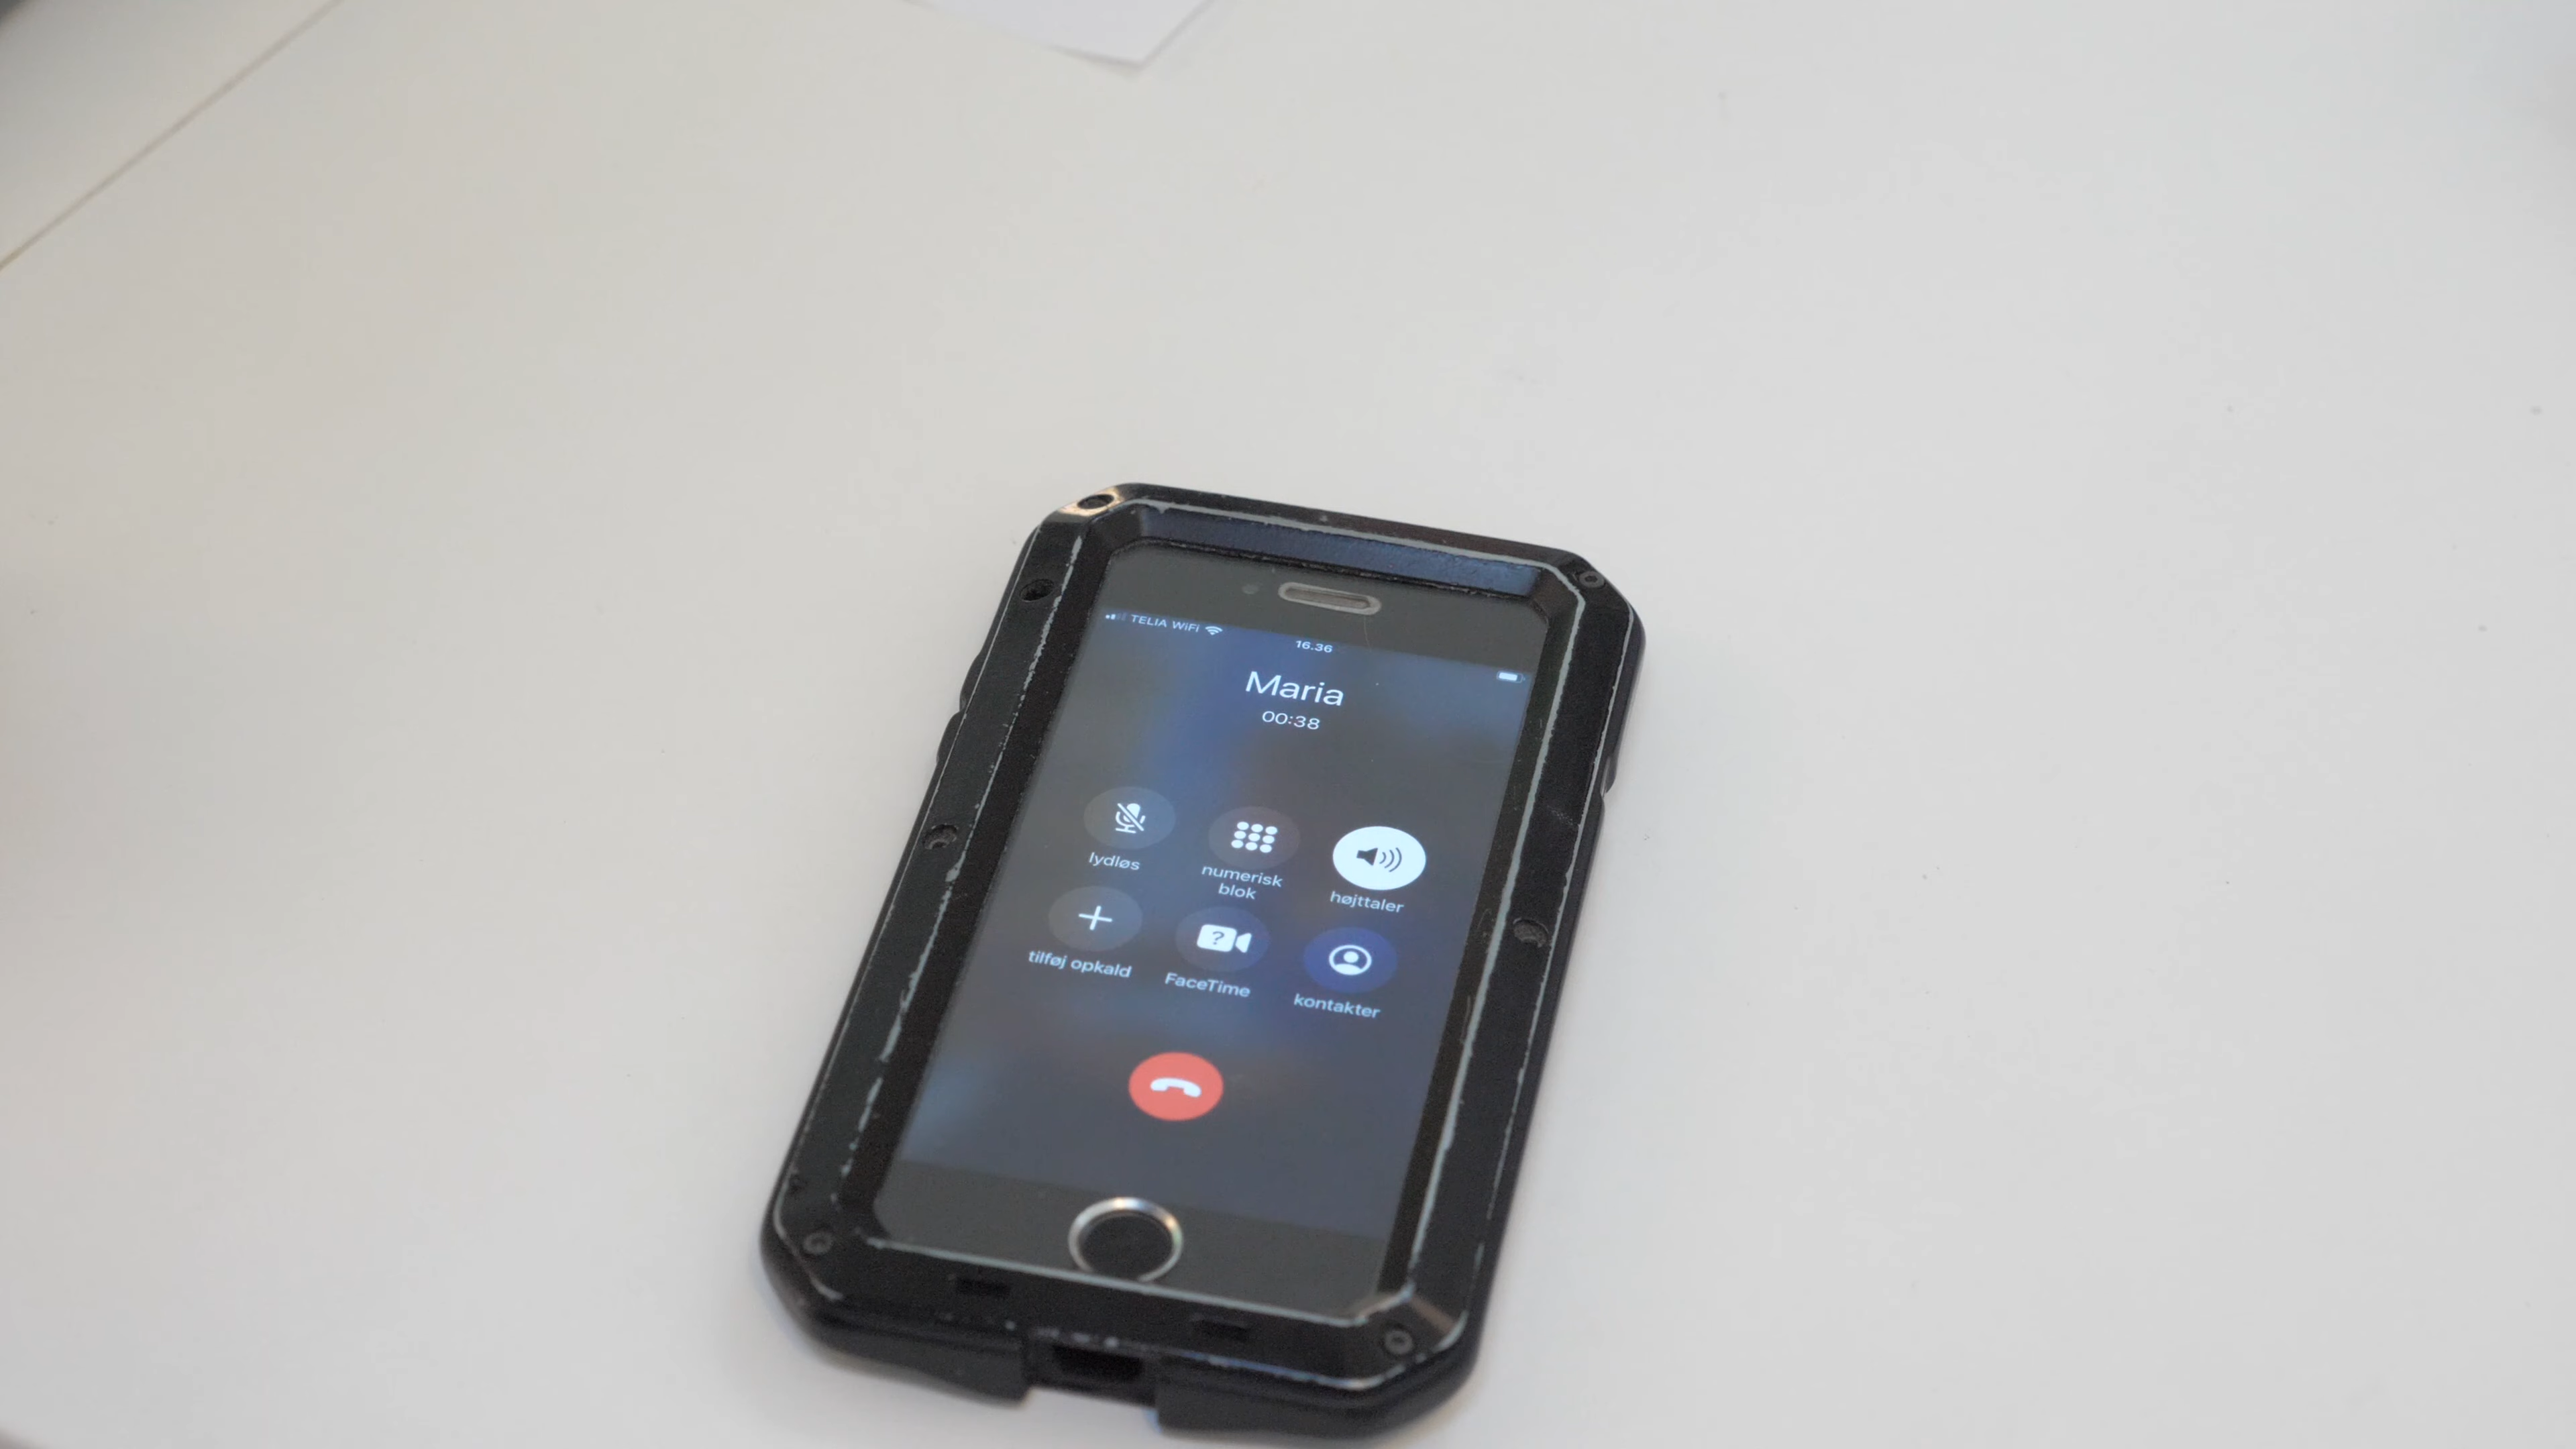 TELIA WiFi
16.36
Maria
00:38
lydløs
numerisk
blok
højttaler
tilføj opkald
FaceTime
kontakter